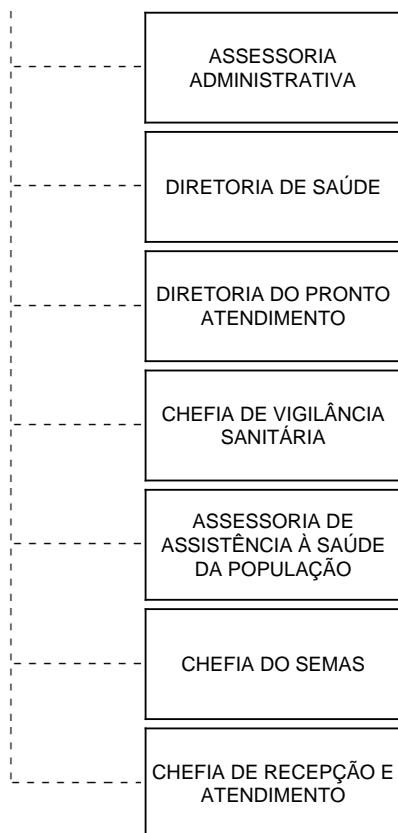 ASSESSORIA
ADMINISTRATIVA
DIRETORIA DE SAÚDE
DIRETORIA DO PRONTO
ATENDIMENTO
CHEFIA DE VIGILÂNCIA
SANITÁRIA
ASSESSORIA DE
ASSISTÊNCIA À SAÚDE
DA POPULAÇÃO
CHEFIA DO SEMAS
CHEFIA DE RECEPÇÃO E
ATENDIMENTO